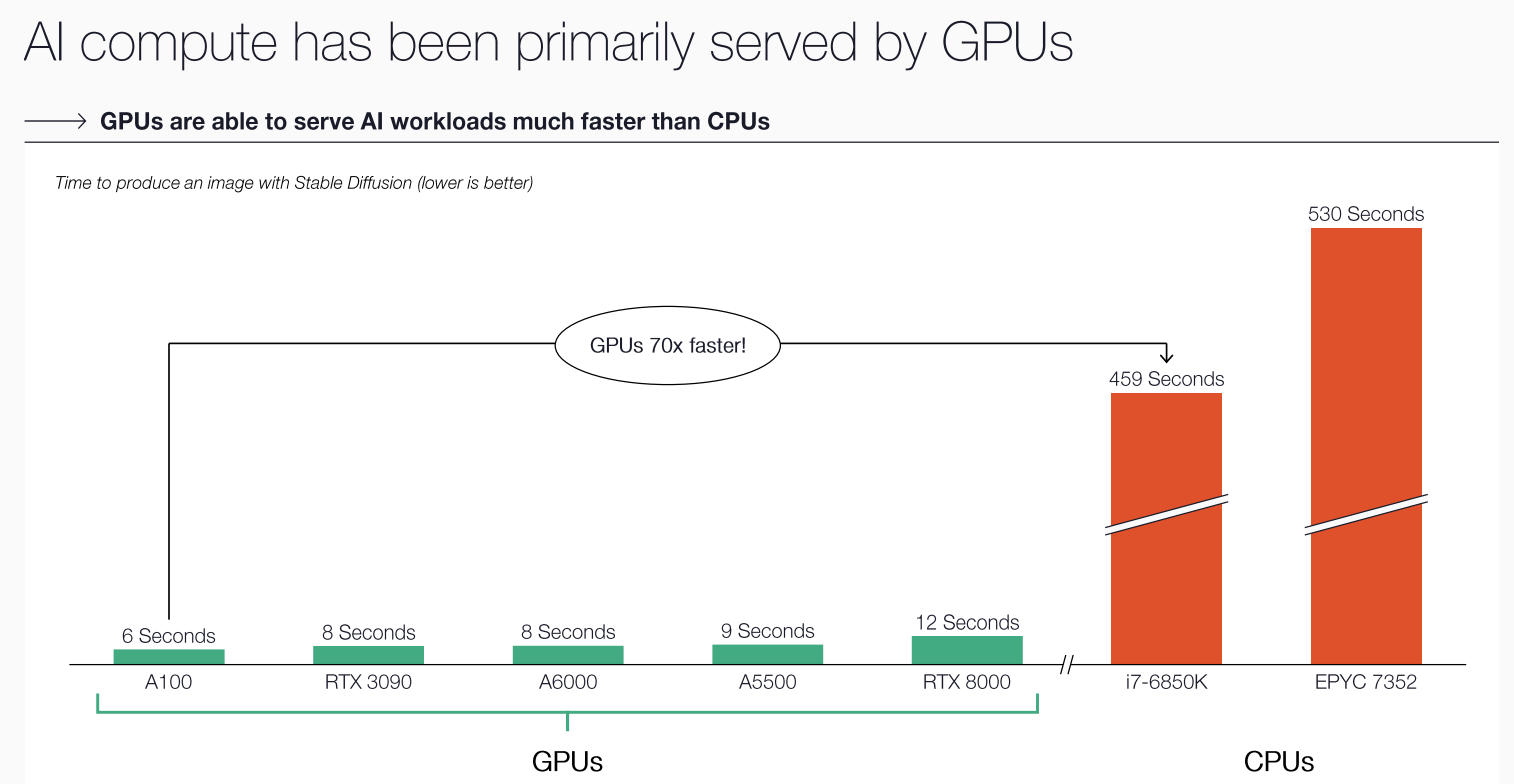 AI compute has been primarily served by GPUs
GPUs are able to serve AI workloads much faster than CPUs
Time to produce an image with Stable Diffusion (lower is better)
530 Seconds
GPUs 70x faster!
459 Seconds
6 Seconds
8 Seconds
8 Seconds
9 Seconds
12 Seconds
A100
RTX 3090
A6000
A5500
RTX 8000
i7-6850K
EPYC 7352
GPUs
CPUs